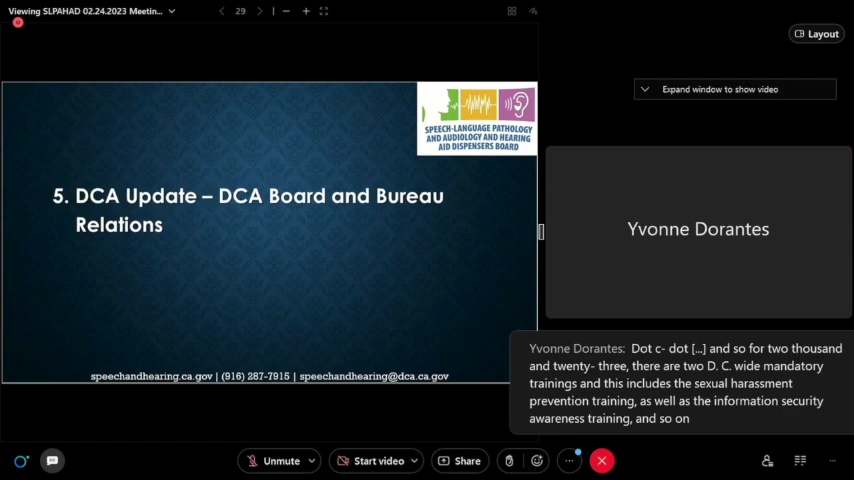 Viewing SLPAHAD 02.24.2023 Meetin...
29
Layout
Expand window to show video
SPEECH-LANGUAGE PATHOLOGY
AND AUDIOLOGY AND HEARING
AID DISPENSERS BOARD
5. DCA Update – DCA Board and Bureau
Relations
speechandhearing.ca.gov | (916) 287-7915 | speechandhearing@dca.ca.gov
Yvonne Dorantes
Yvonne Dorantes: Dot c- dot [...] and so for two thousand
and twenty- three, there are two D. C. wide mandatory
trainings and this includes the sexual harassment
prevention training, as well as the information security
awareness training, and so on
Unmute
Start video
Share